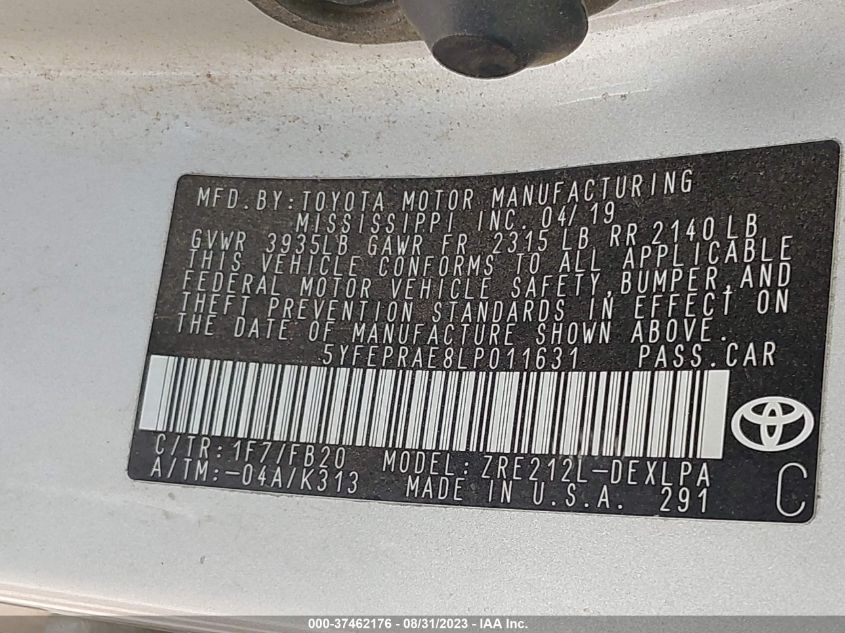 MFD.BY:TOYOTA MOTOR MANUFACTURING
MISSISSIPPI INC. 04/19
GVWR 3935LB GAWR FR 2315 LB RR 2140 LB
THIS VEHICLE CONFORMS TO ALL APPLICABLE
FEDERAL MOTOR VEHICLE SAFETY, BUMPER, AND
THEFT PREVENTION STANDARDS IN EFFECT ON
THE DATE OF MANUFACTURE SHOWN ABOVE.
5YFEPRAE8LP011631 PASS.CAR
C/TR:1F7/FB20 MODEL:ZRE212L-DEXLPA
A/TM:-04A/K313 MADE IN U.S.A. 291 C
000-37462176 - 08/31/2023 - IAA Inc.